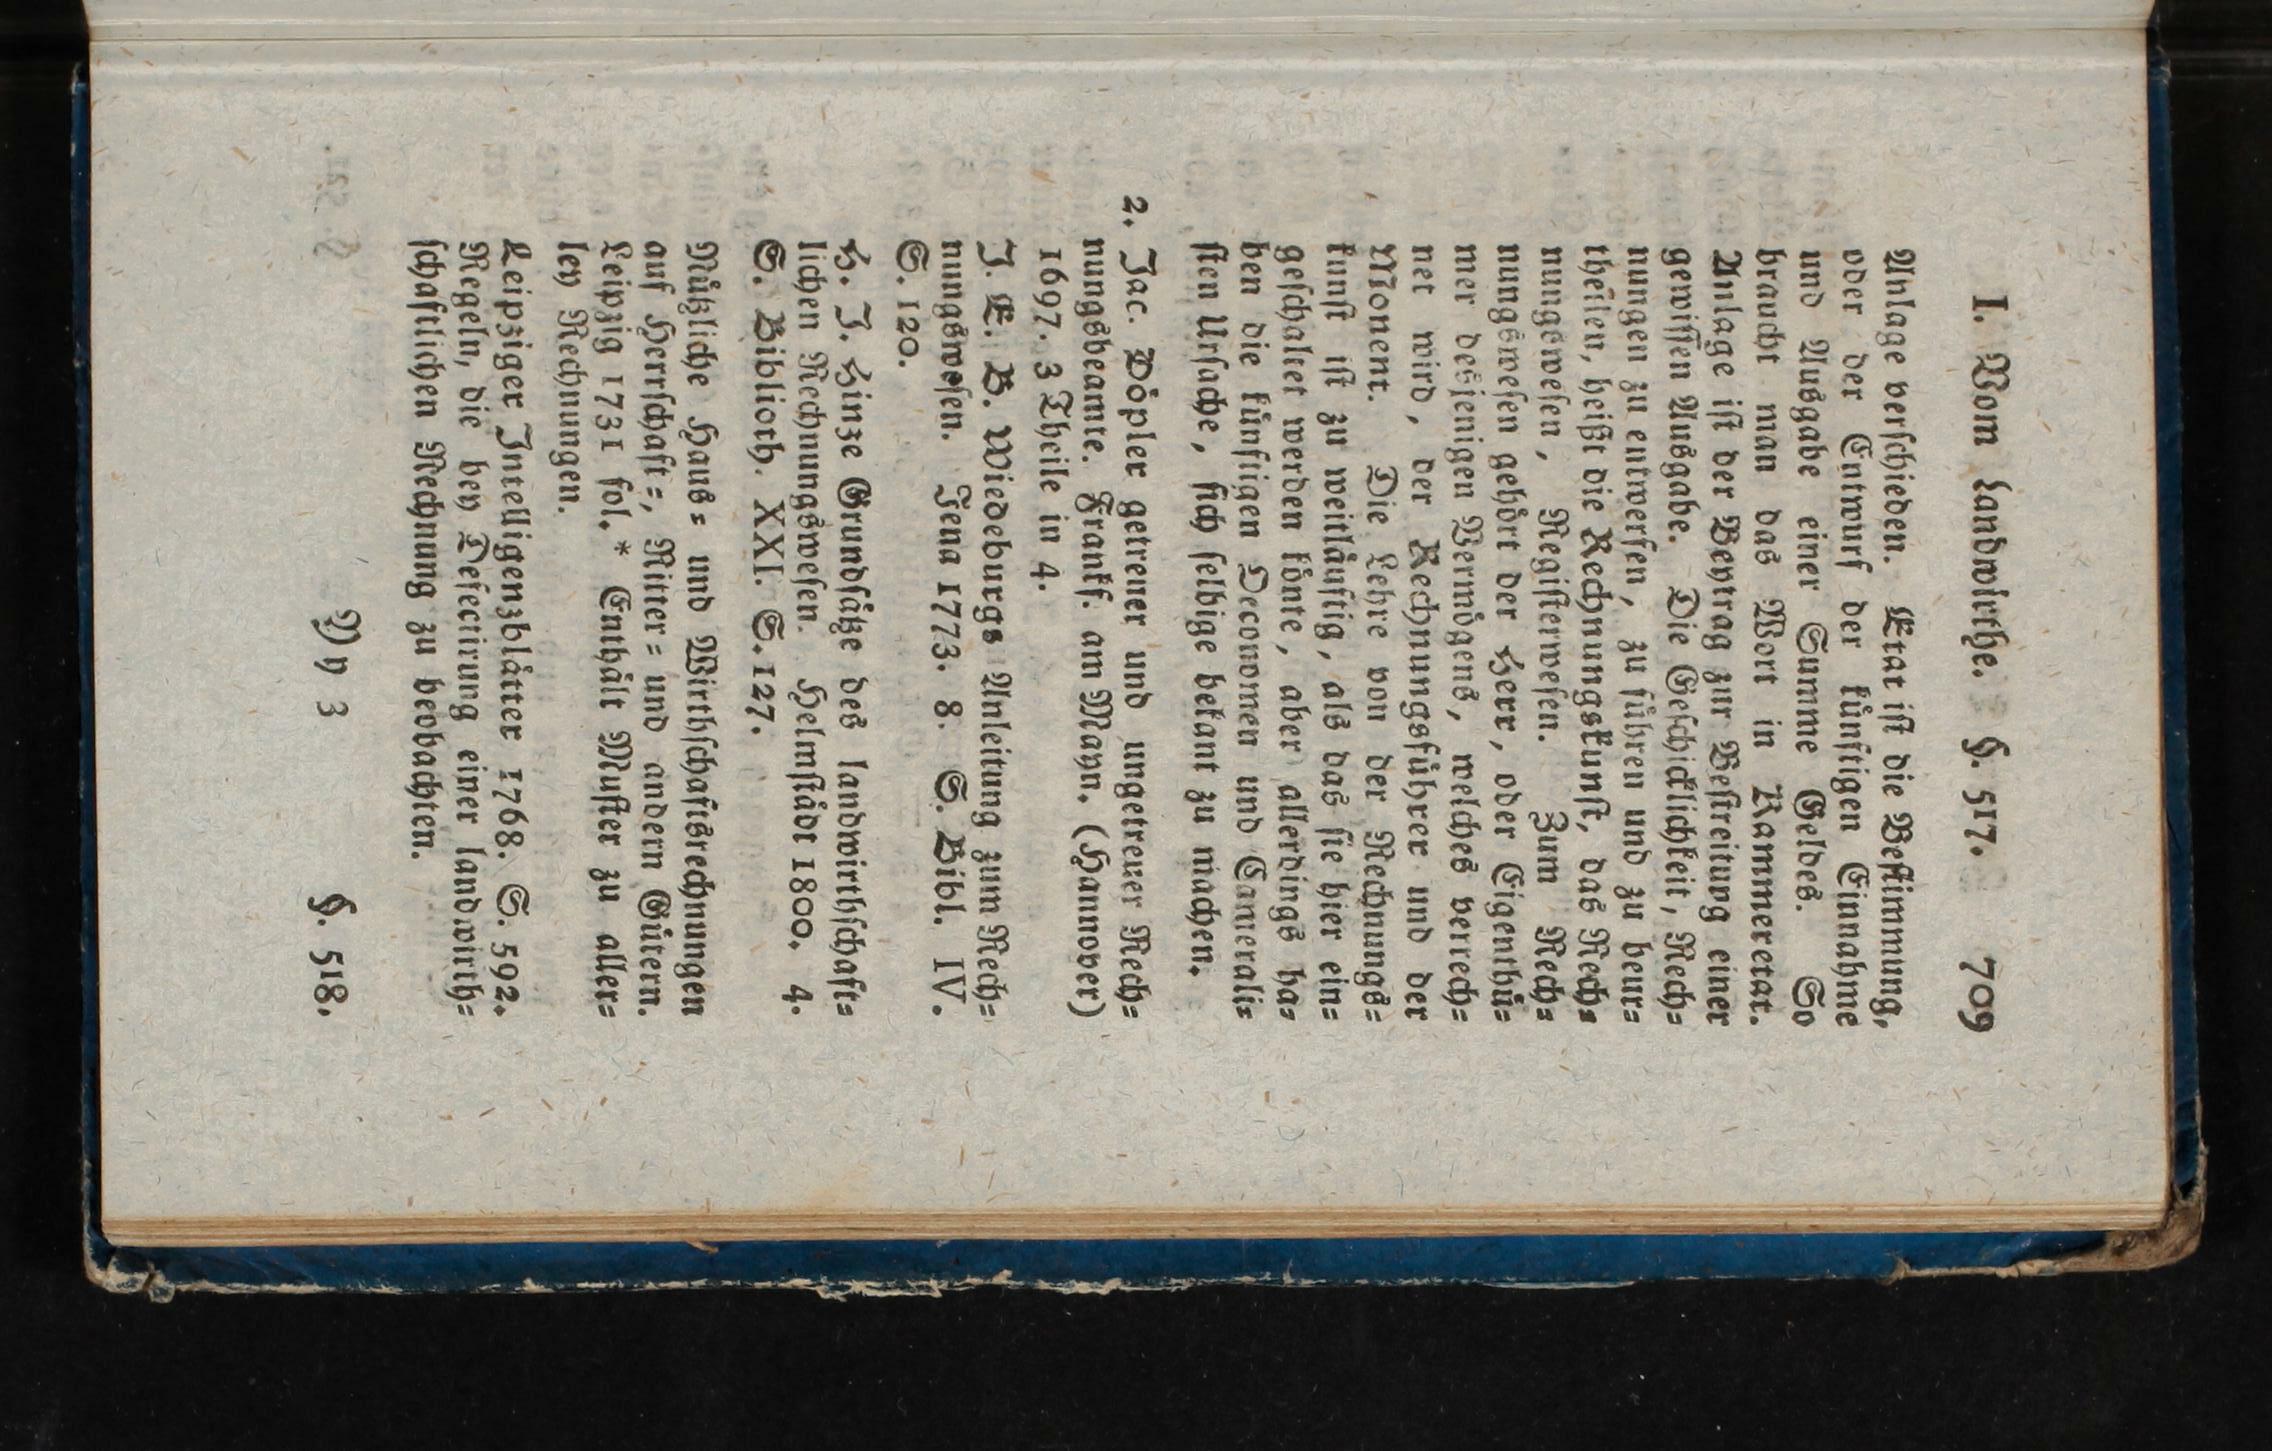 I. Vom Landwirthe. §. 517. 709
Anlage verschieden. Etat ist die Bestimmung,
oder der Entwurf der künftigen Einnahme
und Ausgabe einer Summe Geldes. So
braucht man das Wort in Kammeretat.
Anlage ist der Beytrag zur Bestreitung einer
gewissen Ausgabe. Die Geschicklichkeit, Rech=
nungen zu entwerfen, zu führen und zu beur=
theilen, heißt die Rechnungskunst, das Rech=
nungswesen, Registerwesen. Zum Rech=
nungswesen gehört der Herr, oder Eigenthü=
mer desjenigen Vermögens, welches berrech=
net wird, der Rechnungsführer und der
Monent. Die Lehre von der Rechnungs=
kunst ist zu weitläuftig, als das sie hier ein=
geschaltet werden könte, aber allerdings ha=
ben die künftigen Oeconomen und Camerali=
sten Ursache, sich selbige bekant zu machen.
2. Jac. Döpler getreuer und ungetreuer Rech=
nungsbeamte. Frankf. am Mayn. (Hannover)
1697. 3 Theile in 4.
J. E. B. Wiedeburgs Anleitung zum Rech=
nungswesen. Jena 1773. 8. S. Bibl. IV.
S. 120.
H. J. Hinze Grundsätze des landwirthschaft=
lichen Rechnungswesen. Helmstädt 1800. 4.
S. Biblioth. XXI. S. 127.
Nützliche Haus= und Wirthschaftsrechnungen
auf Herrschaft=, Ritter= und andern Gütern.
Leipzig 1731 fol. * Enthält Muster zu aller=
ley Rechnungen.
Leipziger Intelligenzblätter 1768. S. 592.
Regeln, die bey Defectirung einer landwirth=
schaftlichen Rechnung zu beobachten.
Yy 3 §. 518.